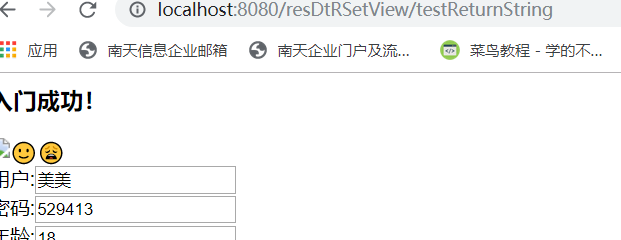 localhost:8080/resDtRSetView/testReturnString
应用 南天信息企业邮箱 南天企业门户及流... 菜鸟教程 - 学的不...
入门成功!
用户: 美美
密码: 529413
年龄: 18